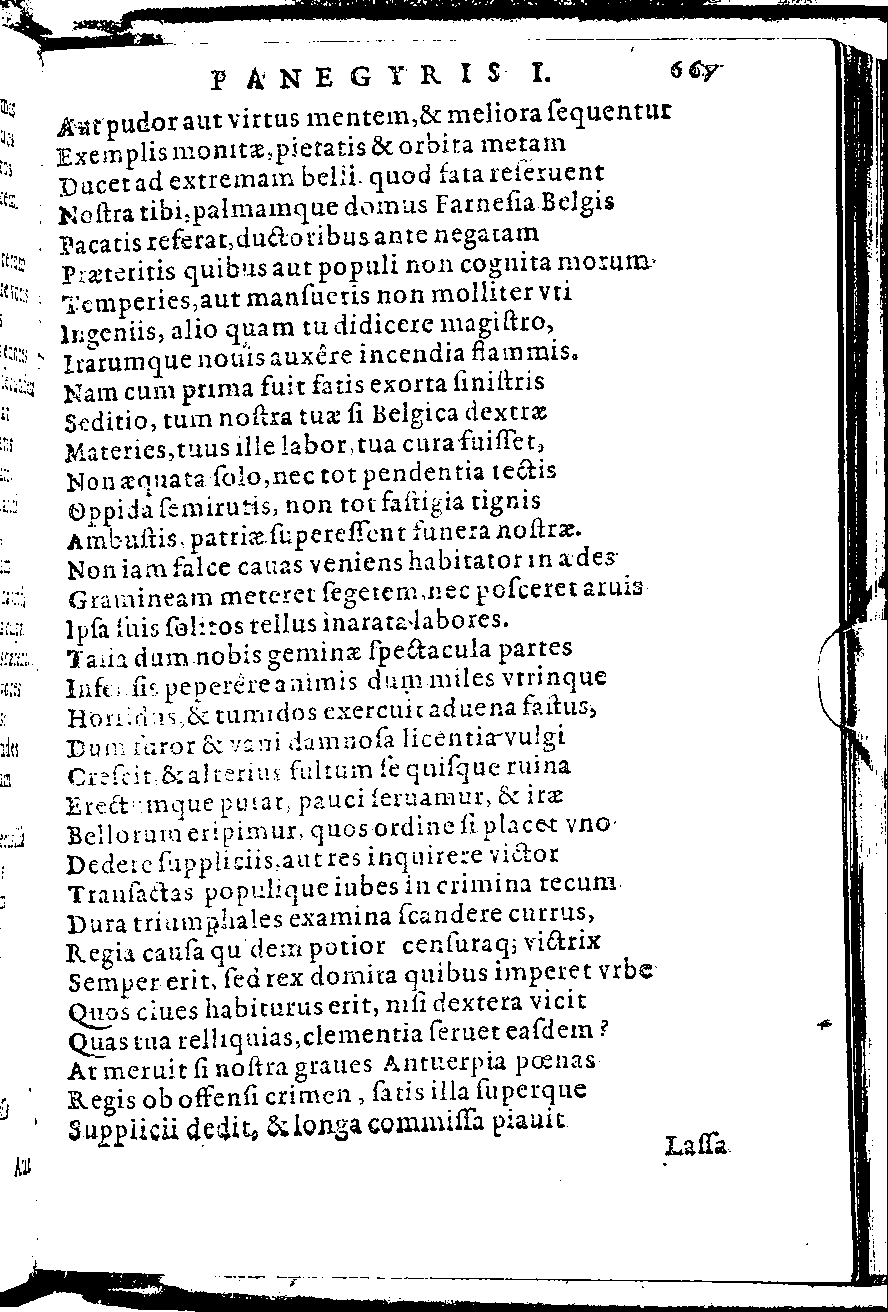 PANEGYRIS I. 667
Aut pudor aut virtus mentem, & meliora ſequentur
Exemplis monitæ, pietatis & orbita metam
Ducet ad extremam belii. quod fata reſeruent
Noſtra tibi, palmamque domus Farneſia Belgis
Pacatis referat, ductoribus ante negatam
Præteritis quibus aut populi non cognita morum
Temperies, aut manſuetis non molliter vti
Ingeniis, alio quam tu didicere magiſtro,
Irarumque nouis auxêre incendia flammis.
Nam cum prima fuit fatis exorta ſiniſtris
Seditio, tum noſtra tuæ ſi Belgica dextræ
Materies, tuus ille labor, tua cura fuiſſet,
Non æquata ſolo, nec tot pendentia tectis
Oppida ſemirutis, non tot faſtigia tignis
Ambuſtis, patriæ ſupereſſent funera noſtræ.
Non iam falce cauas veniens habitator in ædes
Gramineam meteret ſegetem, nec poſceret aruis
Ipſa ſuis ſolitos tellus inarata labores.
Talia dum nobis geminæ ſpectacula partes
Infenſis peperêre animis dum miles vtrinque
Horridus, & tumidos exercuit aduena faſtus,
Dum furor & vani damnoſa licentia vulgi
Creſcit, & alterius fultum ſe quiſque ruina
Erectumque putat, pauci ſeruamur, & iræ
Bellorum eripimur, quos ordine ſi placet vno
Dedere ſuppliciis, aut res inquirere victor
Tranſactas populique iubes in crimina tecum
Dura triumphales examina ſcandere currus,
Regia cauſa quidem potior cenſuraq; victrix
Semper erit, ſed rex domita quibus imperet vrbe
Quos ciues habiturus erit, niſi dextera vicit
Quas tua relliquias, clementia ſeruet eaſdem?
At meruit ſi noſtra graues Antuerpia pœnas
Regis ob offenſi crimen, ſatis illa ſuperque
Supplicii dedit, & longa commiſſa piauit
Laſſa